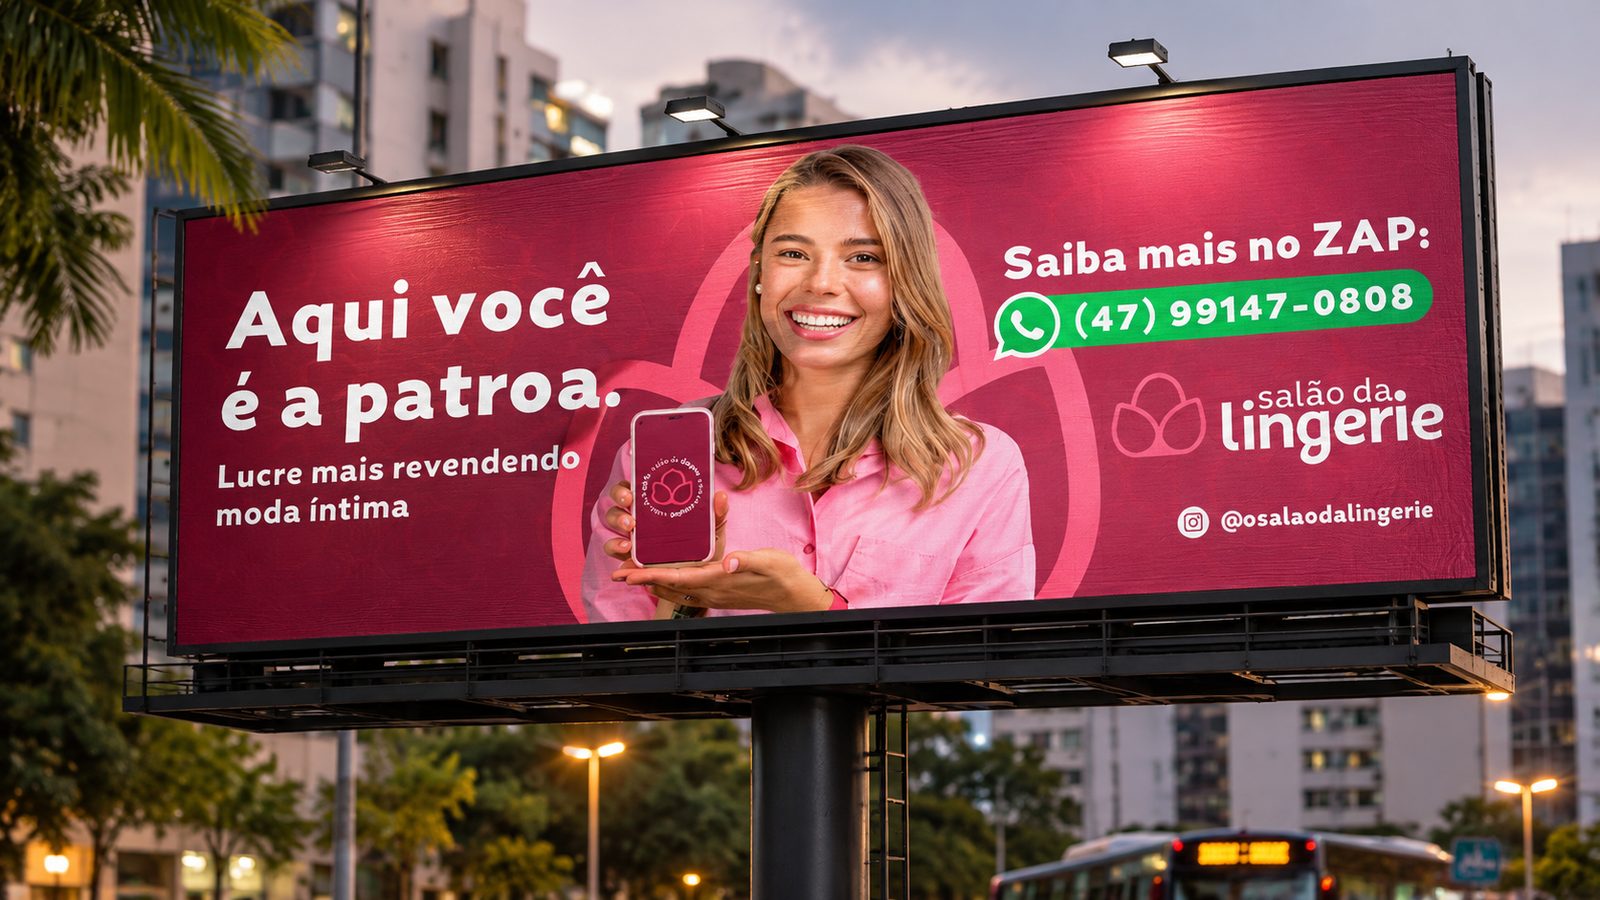 Aqui você
é a patroa.
Lucre mais revendendo
moda íntima
Saiba mais no ZAP:
(47) 99147-0808
salão da
lingerie
@osalaodalingerie